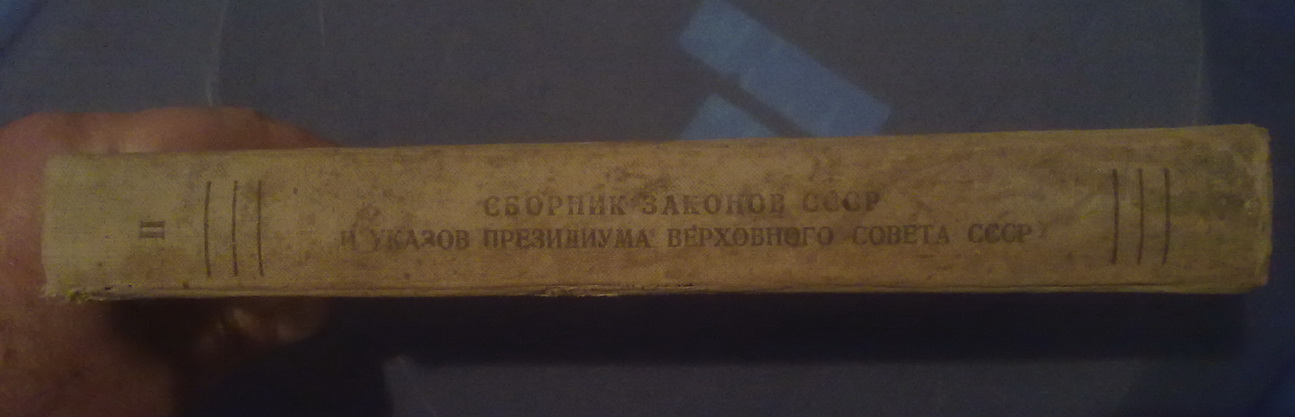 СБОРНИК ЗАКОНОВ СССР
И УКАЗОВ ПРЕЗИДИУМА ВЕРХОВНОГО СОВЕТА СССР
II